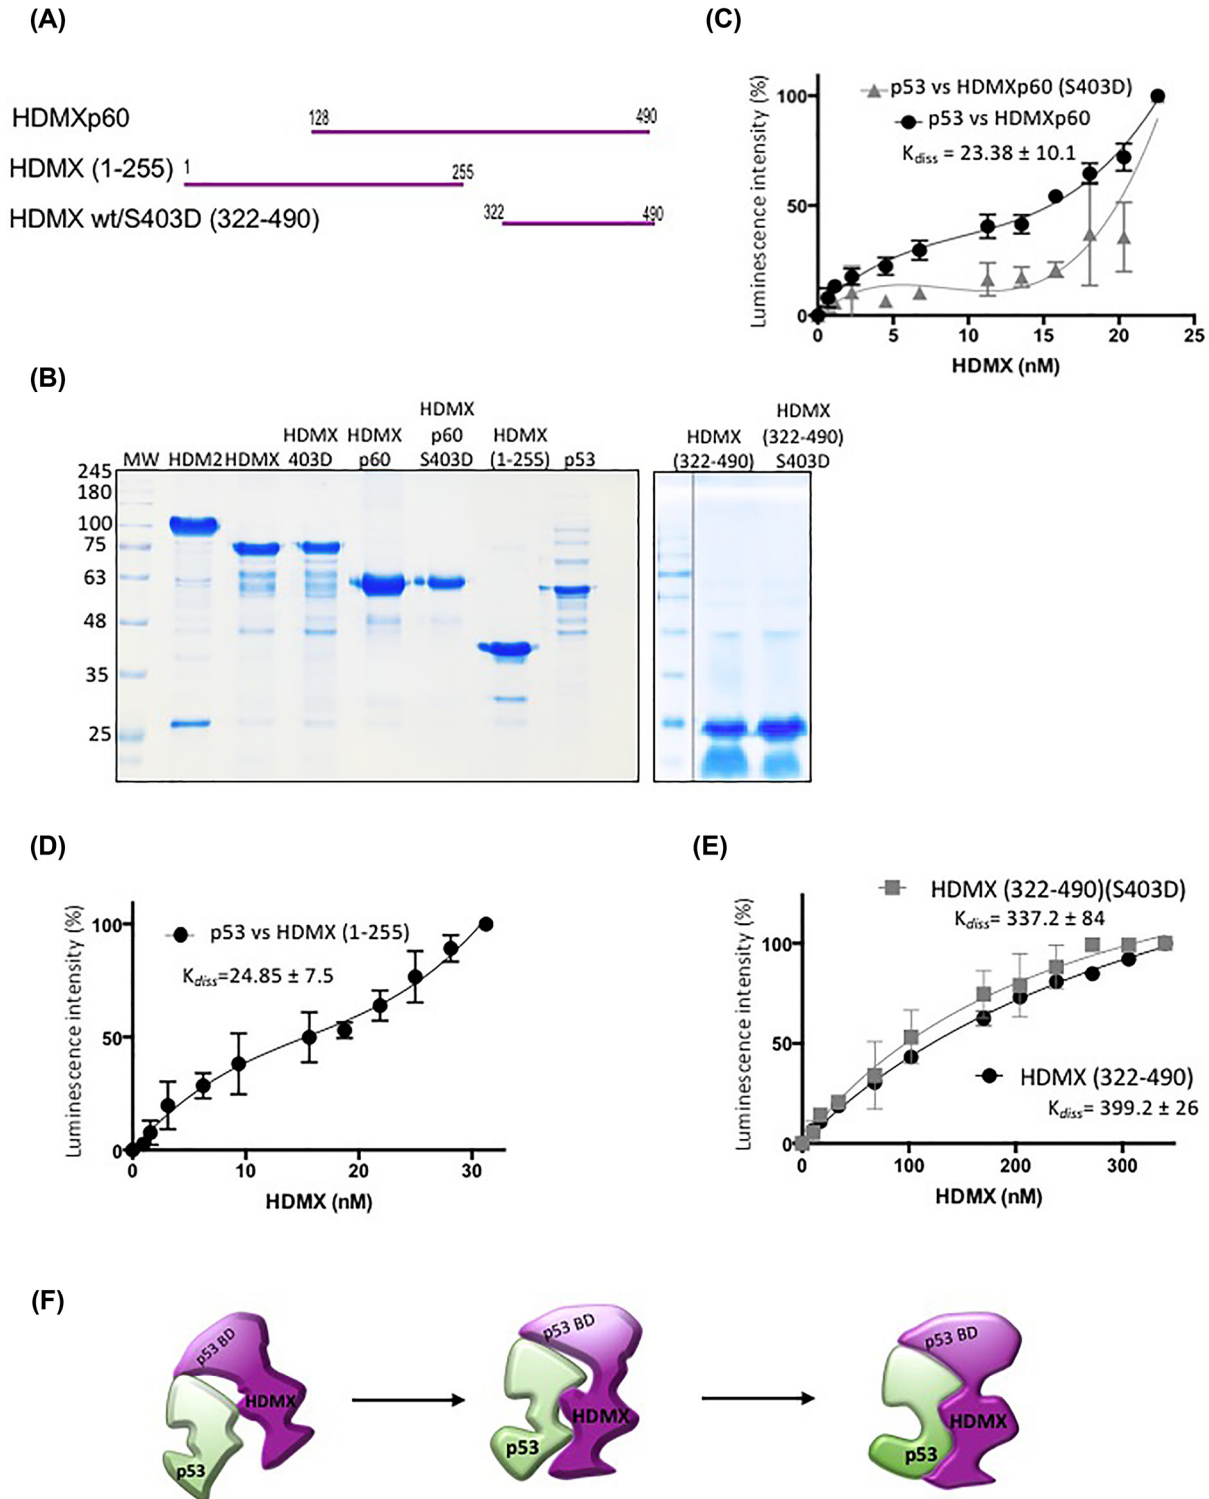 (A)
HDMXp60
128
490
HDMX (1-255)
1
255
HDMX wt/S403D (322-490)
322
490
(C)
Luminescence intensity (%)
100
50
0
p53 vs HDMXp60 (S403D)
p53 vs HDMXp60
Kdiss = 23.38 ± 10.1
0 5 10 15 20 25
HDMX (nM)
(B)
MW
HDM2
HDMX
HDMX
403D
HDMX
p60
HDMX
p60
S403D
HDMX
(1-255)
p53
245
180
100
75
63
48
35
25
HDMX
(322-490)
HDMX
(322-490)
S403D
(D)
Luminescence intensity (%)
100
50
0
p53 vs HDMX (1-255)
Kdiss=24.85 ± 7.5
0 10 20 30
HDMX (nM)
(E)
Luminescence intensity (%)
100
50
0
HDMX (322-490)(S403D)
Kdiss= 337.2 ± 84
HDMX (322-490)
Kdiss= 399.2 ± 26
0 100 200 300
HDMX (nM)
(F)
p53 BD
HDMX
p53
p53 BD
HDMX
p53
p53 BD
HDMX
p53